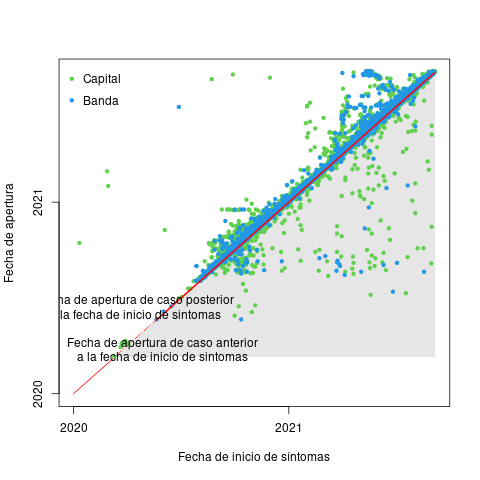 Capital
Banda
na de apertura de caso posterior
la fecha de inicio de síntomas
Fecha de apertura de caso anterior
a la fecha de inicio de síntomas
2021
2020
Fecha de apertura
2020
2021
Fecha de inicio de síntomas